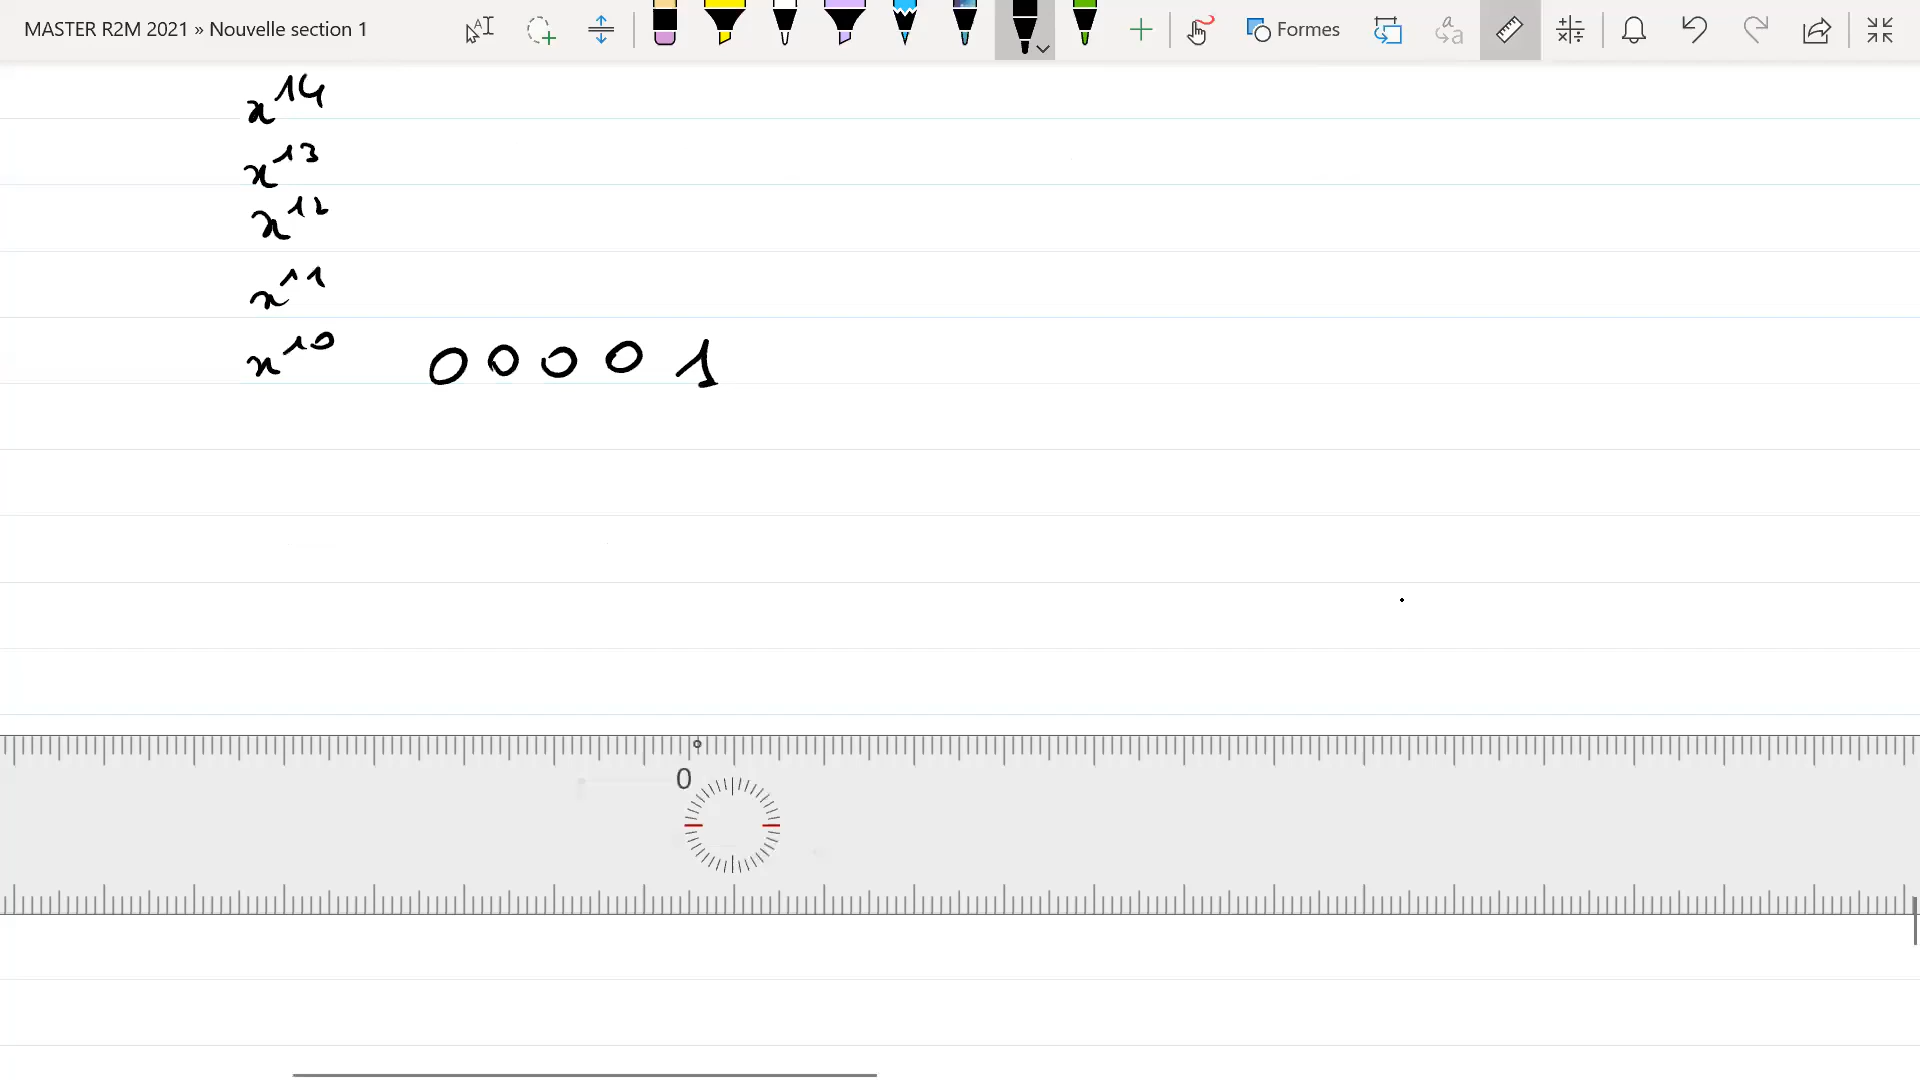 MASTER R2M 2021 » Nouvelle section 1
Formes
x^14
x^13
x^12
x^11
x^10 0 0 0 0 1
0°